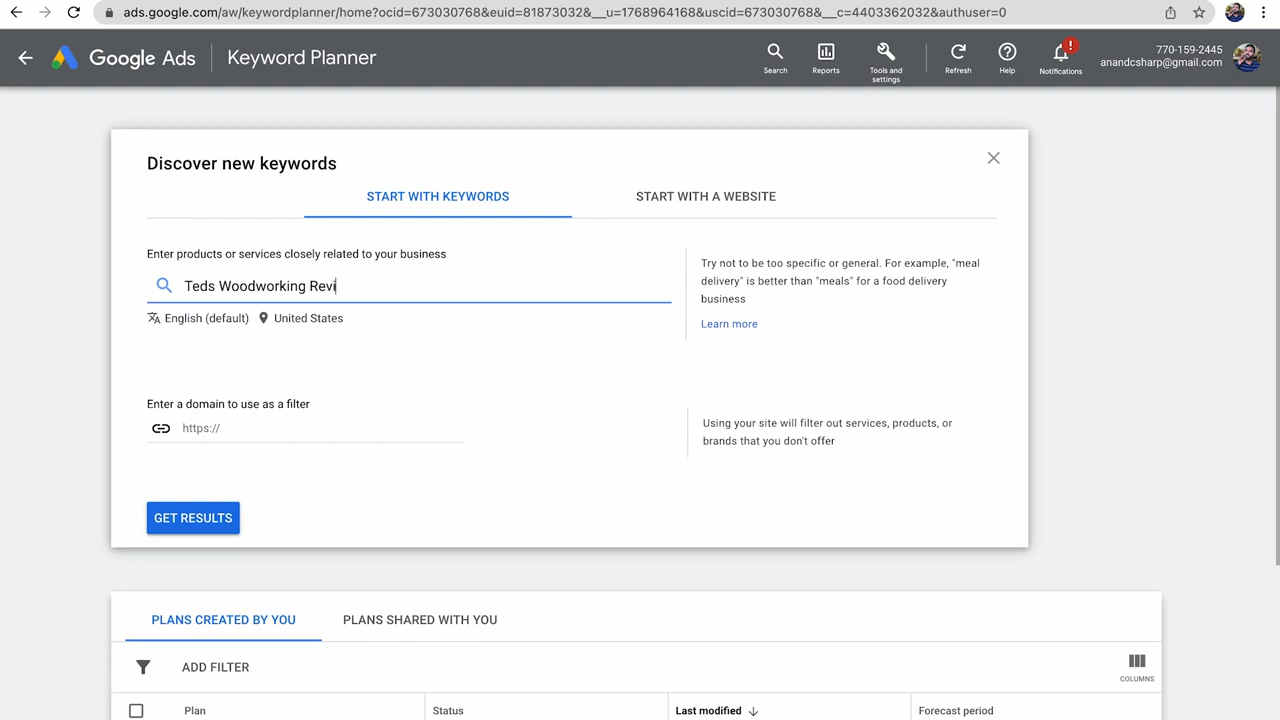 ads.google.com/aw/keywordplanner/home?ocid=673030768&euid=81873032&__u=1768964168&uscid=673030768&__c=4403362032&authuser=0
Google Ads
Keyword Planner
Search
Reports
Tools and
settings
Refresh
Help
!
Notifications
770-159-2445
anandcsharp@gmail.com
Discover new keywords
START WITH KEYWORDS
START WITH A WEBSITE
Enter products or services closely related to your business
Teds Woodworking Revi
English (default)
United States
Try not to be too specific or general. For example, "meal
delivery" is better than "meals" for a food delivery
business
Learn more
Enter a domain to use as a filter
https://
Using your site will filter out services, products, or
brands that you don't offer
GET RESULTS
PLANS CREATED BY YOU
PLANS SHARED WITH YOU
ADD FILTER
COLUMNS
Plan
Status
Last modified
Forecast period